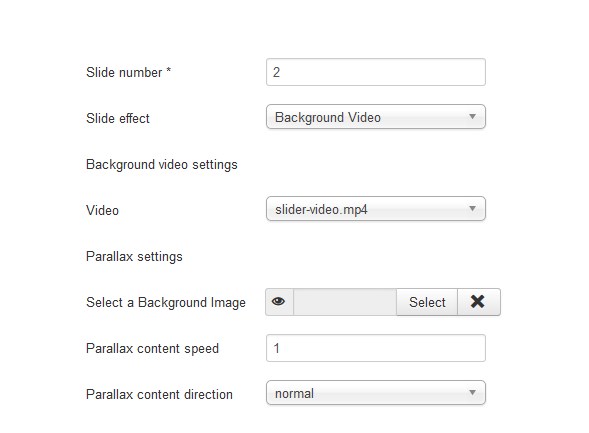 Slide number * 2
Slide effect Background Video
Background video settings
Video slider-video.mp4
Parallax settings
Select a Background Image Select
Parallax content speed 1
Parallax content direction normal